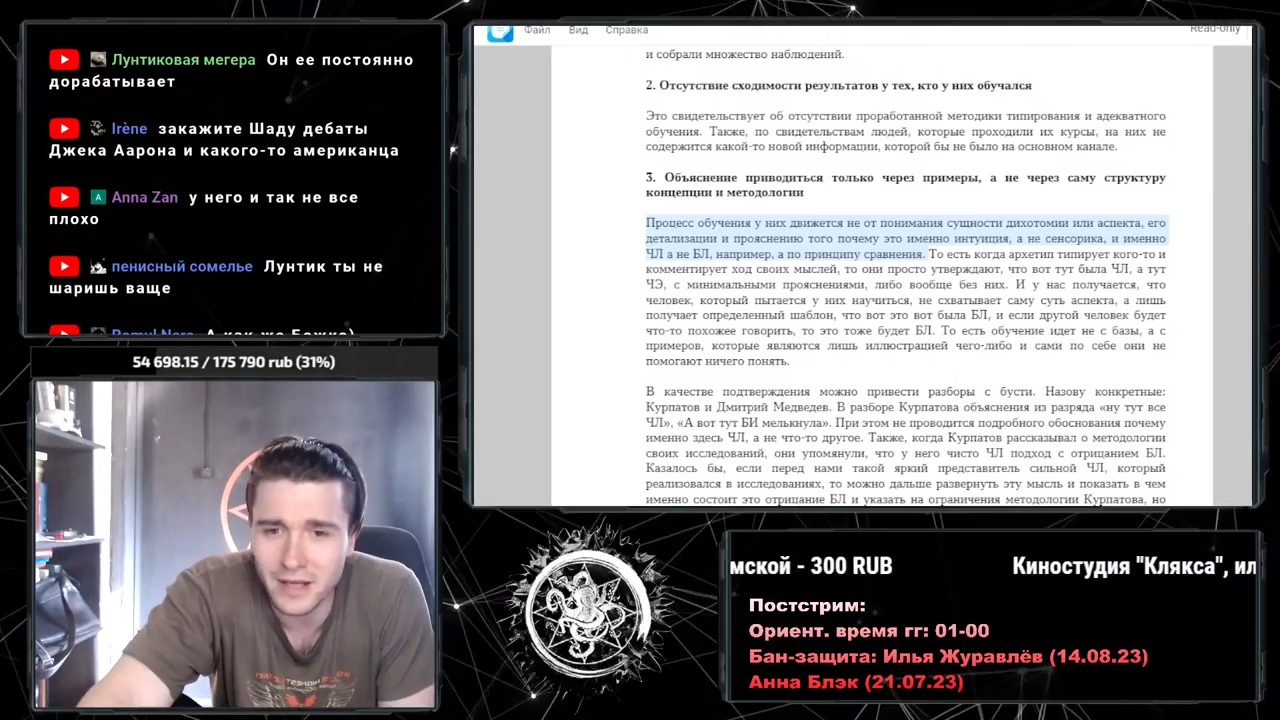 Лунтиковая мегера Он ее постоянно
дорабатывает
Irène закажите Шаду дебаты
Джека Аарона и какого-то американца
A Anna Zan у него и так не все
плохо
пенисный сомелье Лунтик ты не
шаришь ваще
54 698.15 / 175 790 rub (31%)
Файл Вид Справка Read-only
и собрали множество наблюдений.
2. Отсутствие сходимости результатов у тех, кто у них обучался
Это свидетельствует об отсутствии проработанной методики типирования и адекватного
обучения. Также, по свидетельствам людей, которые проходили их курсы, на них не
содержится какой-то новой информации, которой бы не было на основном канале.
3. Объяснение приводиться только через примеры, а не через саму структуру
концепции и методологии
Процесс обучения у них движется не от понимания сущности дихотомии или аспекта, его
детализации и прояснению того почему это именно интуиция, а не сенсорика, и именно
ЧЛ а не БЛ, например, а по принципу сравнения. То есть когда архетип типирует кого-то и
комментирует ход своих мыслей, то они просто утверждают, что вот тут была ЧЛ, а тут
ЧЭ, с минимальными прояснениями, либо вообще без них. И у нас получается, что
человек, который пытается у них научиться, не схватывает саму суть аспекта, а лишь
получает определенный шаблон, что вот это вот была БЛ, и если другой человек будет
что-то похожее говорить, то это тоже будет БЛ. То есть обучение идет не с базы, а с
примеров, которые являются лишь иллюстрацией чего-либо и сами по себе они не
помогают ничего понять.
В качестве подтверждения можно привести разборы с бусти. Назову конкретные:
Курпатов и Дмитрий Медведев. В разборе Курпатова объяснения из разряда «ну тут все
ЧЛ», «А вот тут БИ мелькнула». При этом не проводится подробного обоснования почему
именно здесь ЧЛ, а не что-то другое. Также, когда Курпатов рассказывал о методологии
своих исследований, они упомянули, что у него чисто ЧЛ подход с отрицанием БЛ.
Казалось бы, если перед нами такой яркий представитель сильной ЧЛ, который
реализовался в исследованиях, то можно дальше развернуть эту мысль и показать в чем
именно состоит это отрицание БЛ и указать на ограничения методологии Курпатова, но
мской - 300 RUB Киностудия "Клякса", ил
Постстрим:
Ориент. время гг: 01-00
Бан-защита: Илья Журавлёв (14.08.23)
Анна Блэк (21.07.23)